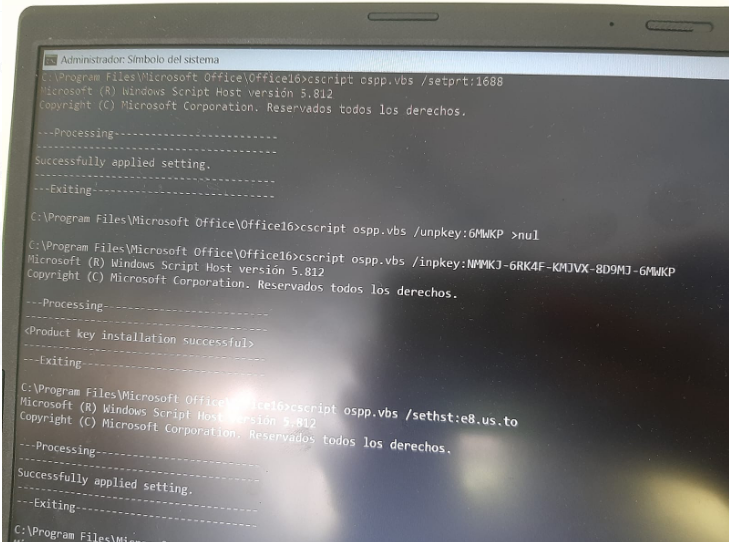 Administrador: Símbolo del sistema
C:\Program Files\Microsoft Office\Office16>cscript ospp.vbs /setprt:1688
Microsoft (R) Windows Script Host versión 5.812
Copyright (C) Microsoft Corporation. Reservados todos los derechos.
---Processing---------------------------
----------------------------------------
Successfully applied setting.
----------------------------------------
---Exiting------------------------------
C:\Program Files\Microsoft Office\Office16>cscript ospp.vbs /unpkey:6MWKP >nul
C:\Program Files\Microsoft Office\Office16>cscript ospp.vbs /inpkey:NMMKJ-6RK4F-KMJVX-8D9MJ-6MWKP
Microsoft (R) Windows Script Host versión 5.812
Copyright (C) Microsoft Corporation. Reservados todos los derechos.
---Processing---------------------------
----------------------------------------
<Product key installation successful>
----------------------------------------
---Exiting------------------------------
C:\Program Files\Microsoft Office\Office16>cscript ospp.vbs /sethst:e8.us.to
Microsoft (R) Windows Script Host versión 5.812
Copyright (C) Microsoft Corporation. Reservados todos los derechos.
---Processing---------------------------
----------------------------------------
Successfully applied setting.
----------------------------------------
---Exiting------------------------------
C:\Program Files